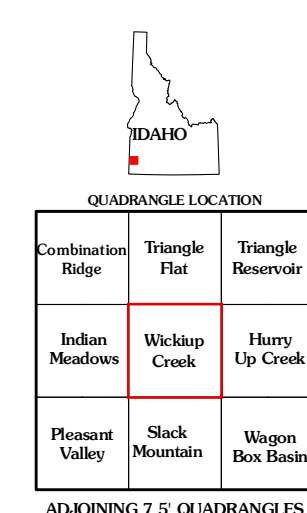 IDAHO
QUADRANGLE LOCATION
Combination
Ridge
Triangle
Flat
Triangle
Reservoir
Indian
Meadows
Wickiup
Creek
Hurry
Up Creek
Pleasant
Valley
Slack
Mountain
Wagon
Box Basin
ADJOINING 7.5' QUADRANGLES